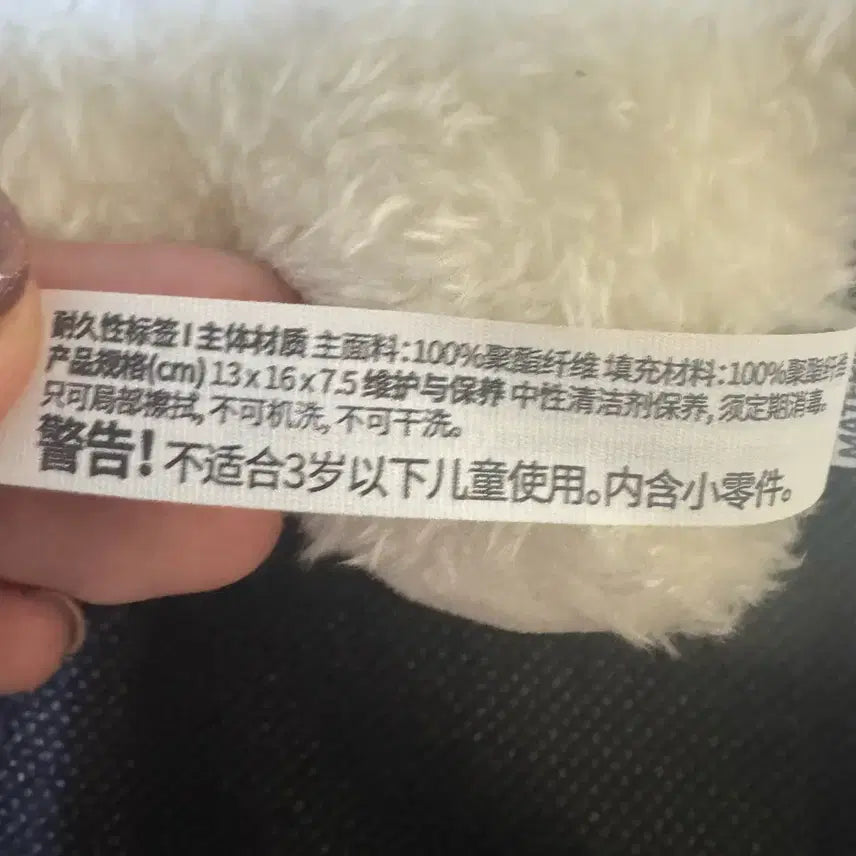 耐久性标签 | 主体材质 主面料:100%聚酯纤维 填充材料:100%聚酯纤
产品规格(cm) 13 x 16 x 7.5 维护与保养 中性清洁剂保养, 须定期消毒。
只可局部擦拭, 不可机洗, 不可干洗。
警告! 不适合3岁以下儿童使用。内含小零件。